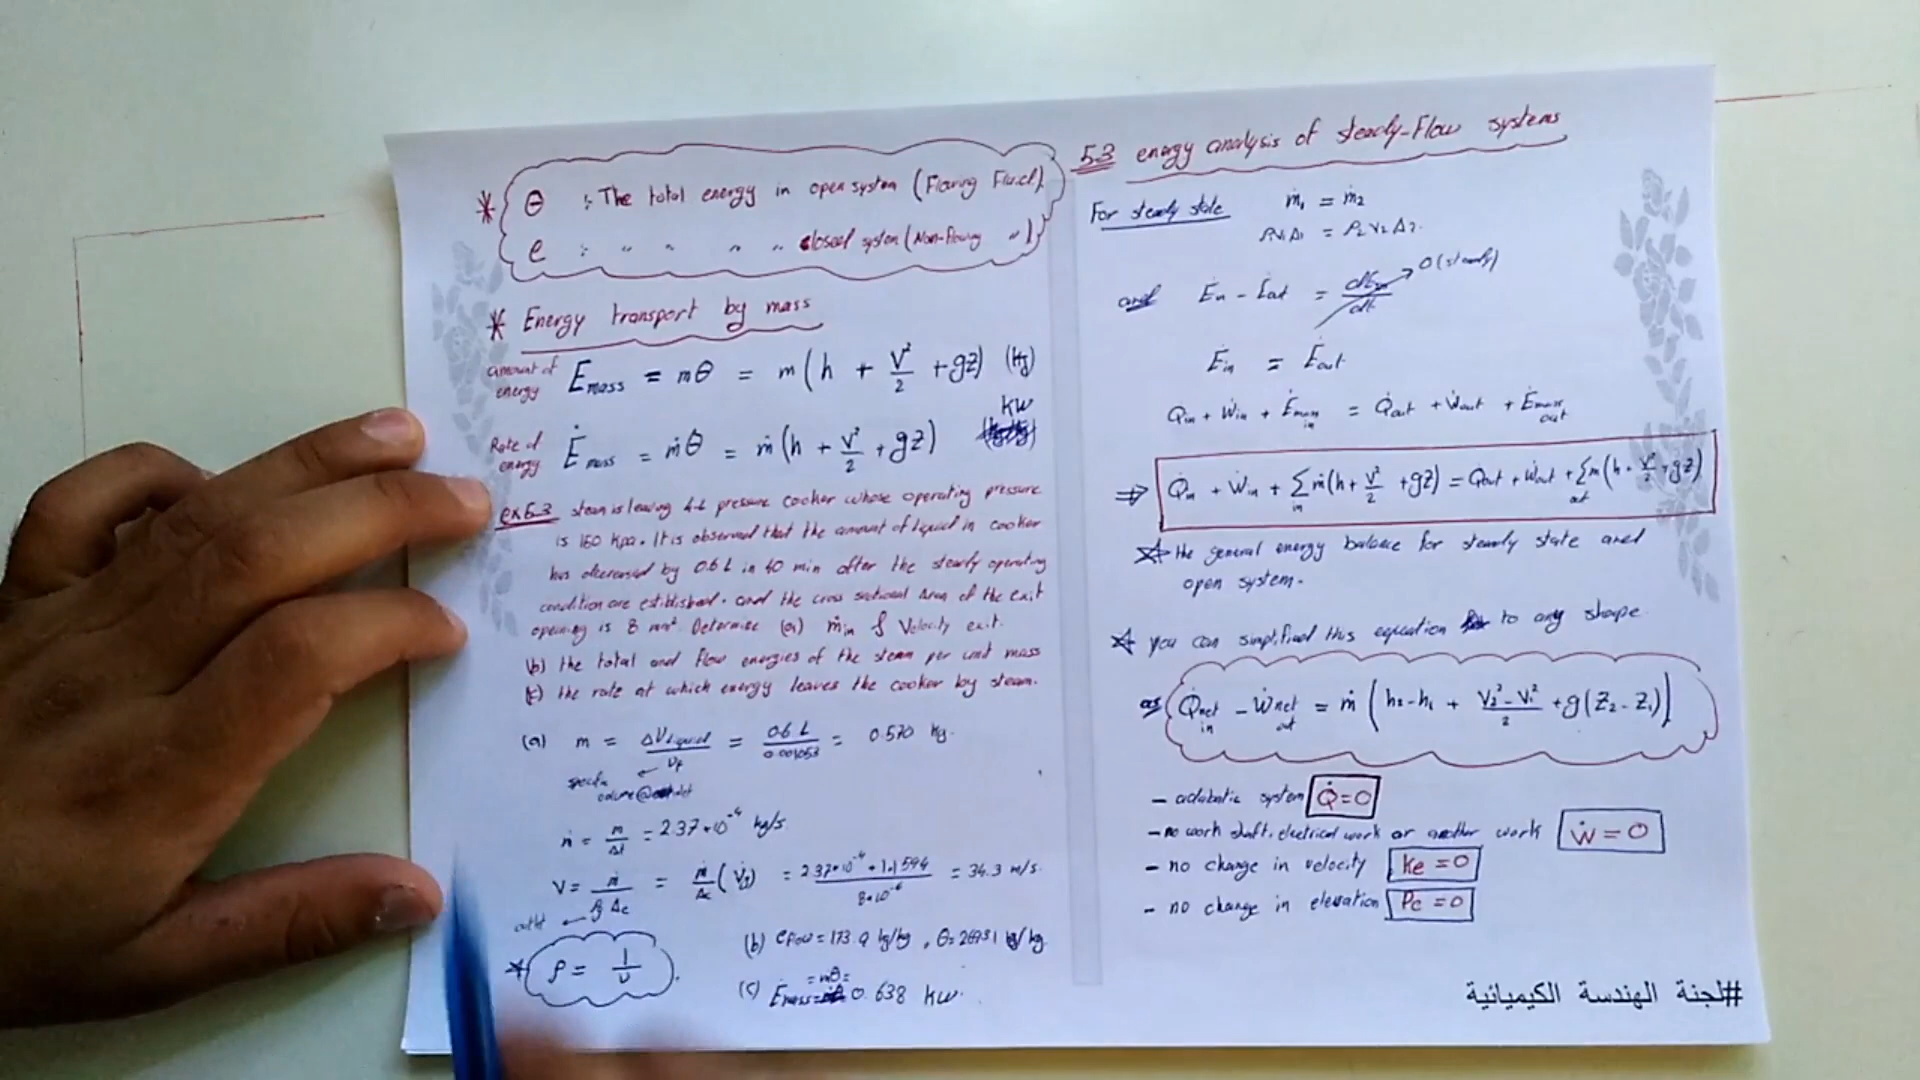 * θ : The total energy in open system (Flowing Fluid)
e : " " " " closed system (Non-flowing ")
* Energy transport by mass
amount of energy E mass = mθ = m(h + V²/2 + gz) (kJ)
Rate of energy Ė mass = ṁθ = ṁ(h + V²/2 + gz) kW
ex5.3 steam is leaving 4-L pressure cooker whose operating pressure
is 150 kpa. It is observed that the amount of liquid in cooker
has decreased by 0.6 L in 40 min after the steady operating
condition are established. and the cross sectional Area of the exit
opening is 8 mm². Determine (a) ṁin & Velocity exit.
(b) the total and flow energies of the steam per unit mass
(c) the rate at which energy leaves the cooker by steam.
(a) m = ΔVliquid/vf = 0.6 L/0.001053 = 0.570 kg.
ṁ = m/Δt = 2.37*10⁻⁴ kg/s
V = ṁ/ρg Ac = ṁ/Ac (vg) = 2.37*10⁻⁴*1.1594/8*10⁻⁶ = 34.3 m/s.
outlet
* ρ = 1/v
(b) eflow = 173.9 kJ/kg, θ = 2693.1 kJ/kg
(c) Ėmass = ṁθ = 0.638 kW.
5.3 energy analysis of steady-Flow systems
For steady state ṁ₁ = ṁ₂
ρ₁V₁A₁ = ρ₂V₂A₂.
and Ėin - Ėout = dEsys/dt 0 (steady)
Ėin = Ėout
Q̇in + Ẇin + Ėmass in = Q̇out + Ẇout + Ėmass out
⇒ Q̇in + Ẇin + Σin ṁ(h + V²/2 + gz) = Q̇out + Ẇout + Σout ṁ(h + V²/2 + gz)
☆ the general energy balance for steady state and
open system.
☆ you can simplified this equation to any shape
as Q̇net in - Ẇnet out = ṁ (h₂-h₁ + V₂²-V₁²/2 + g(Z₂-Z₁))
- adiabatic system Q̇=0
- no work shaft, electrical work or another work Ẇ=0
- no change in velocity Ke =0
- no change in elevation Pe =0
#لجنة الهندسة الكيميائية